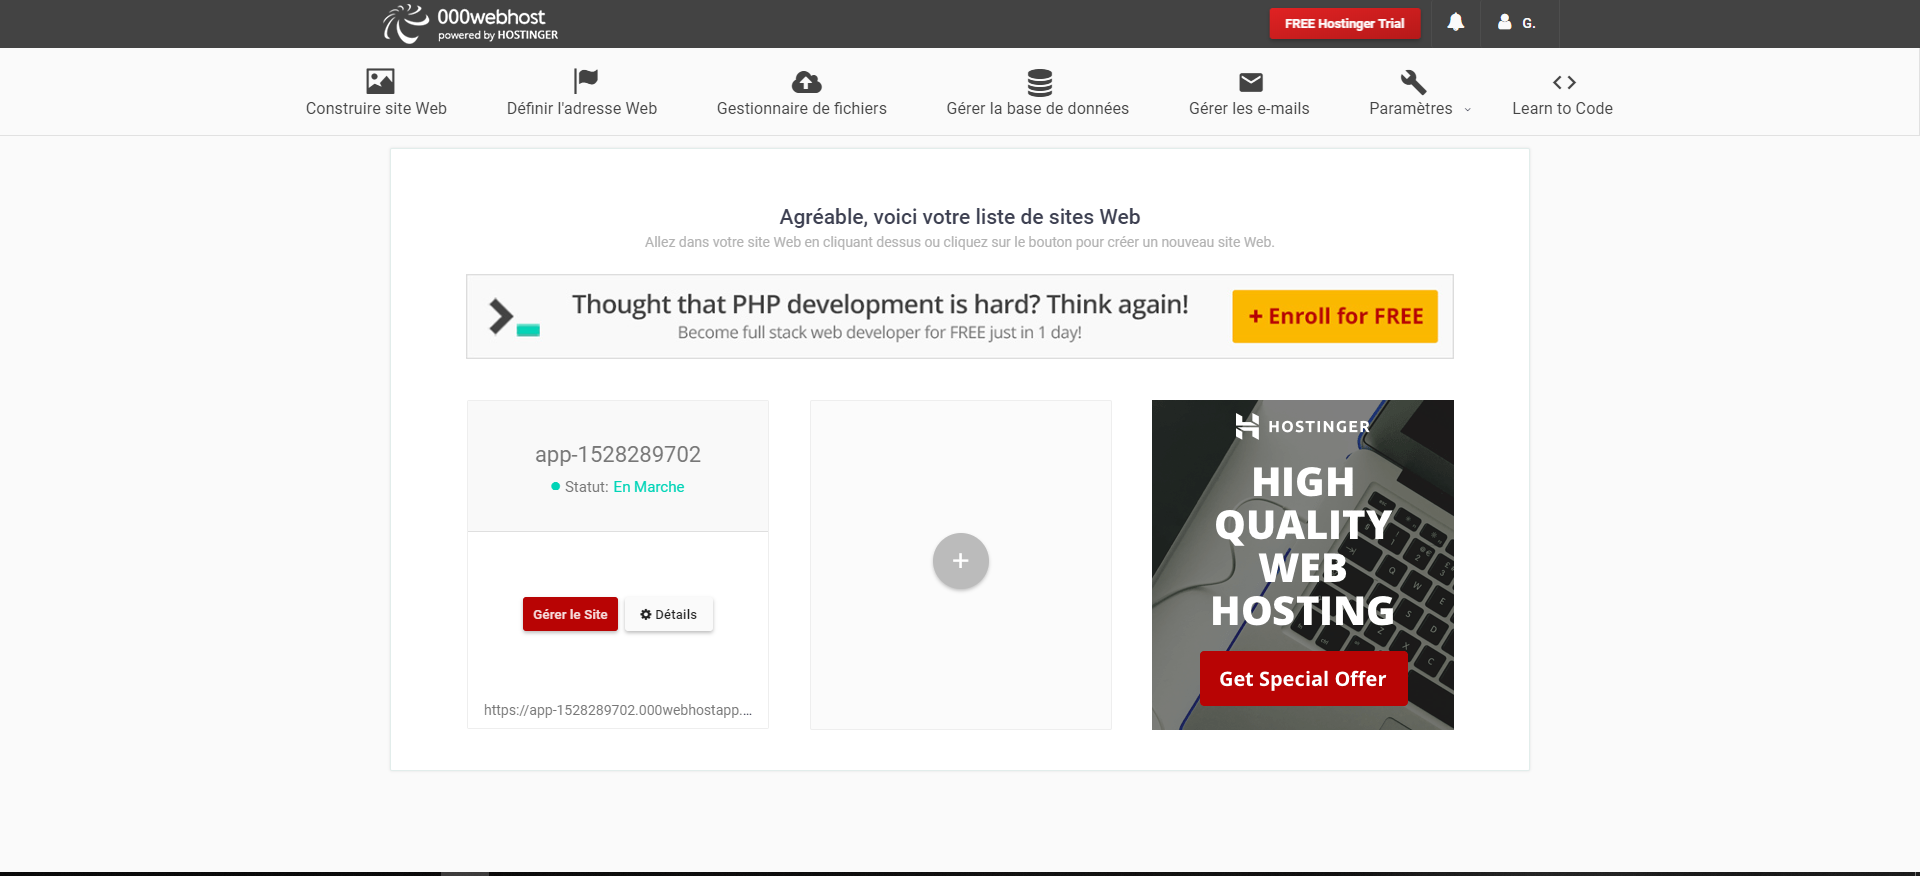 000webhost
powered by HOSTINGER
FREE Hostinger Trial
G.
Construire site Web
Définir l'adresse Web
Gestionnaire de fichiers
Gérer la base de données
Gérer les e-mails
Paramètres
Learn to Code
Agréable, voici votre liste de sites Web
Allez dans votre site Web en cliquant dessus ou cliquez sur le bouton pour créer un nouveau site Web.
Thought that PHP development is hard? Think again!
Become full stack web developer for FREE just in 1 day!
+ Enroll for FREE
app-1528289702
Statut: En Marche
Gérer le Site
Détails
https://app-1528289702.000webhostapp....
HOSTINGER
HIGH
QUALITY
WEB
HOSTING
Get Special Offer